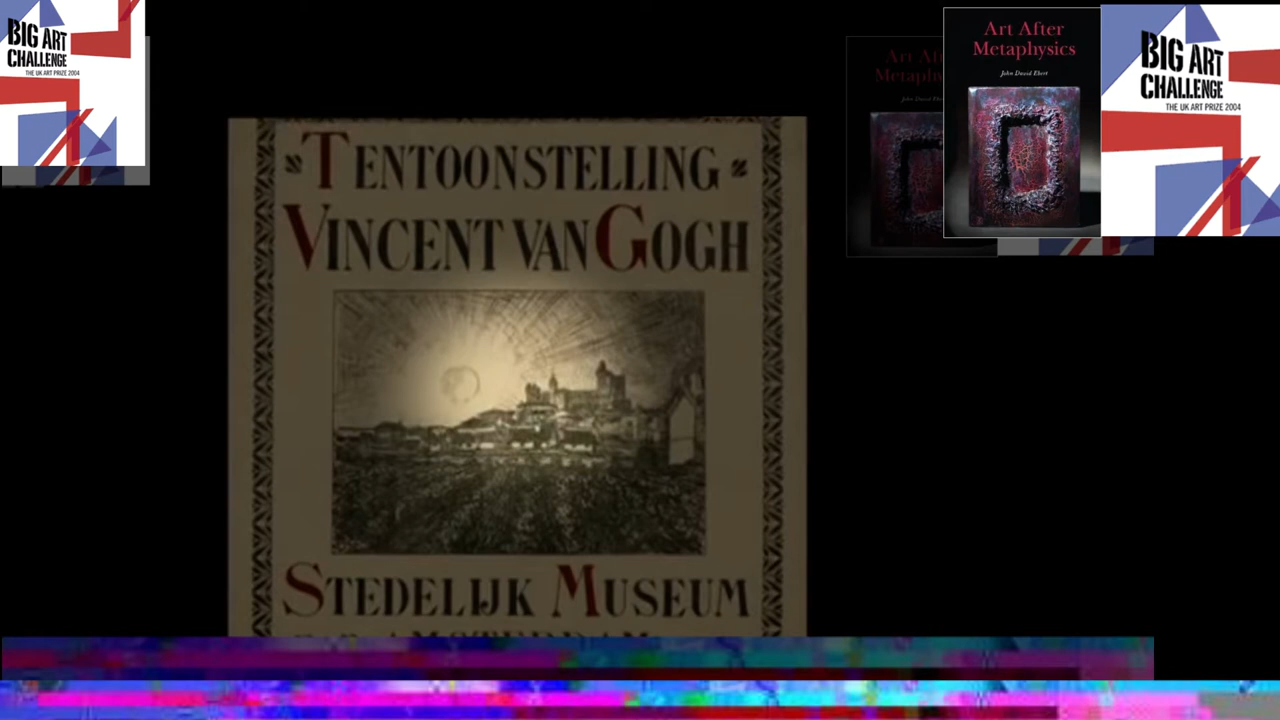 BIG ART
CHALLENGE
THE UK ART PRIZE 2004
Art After
Metaphysics
John David Ebert
BIG ART
CHALLENGE
THE UK ART PRIZE 2004
TENTOONSTELLING
VINCENT VAN GOGH
STEDELIJK MUSEUM